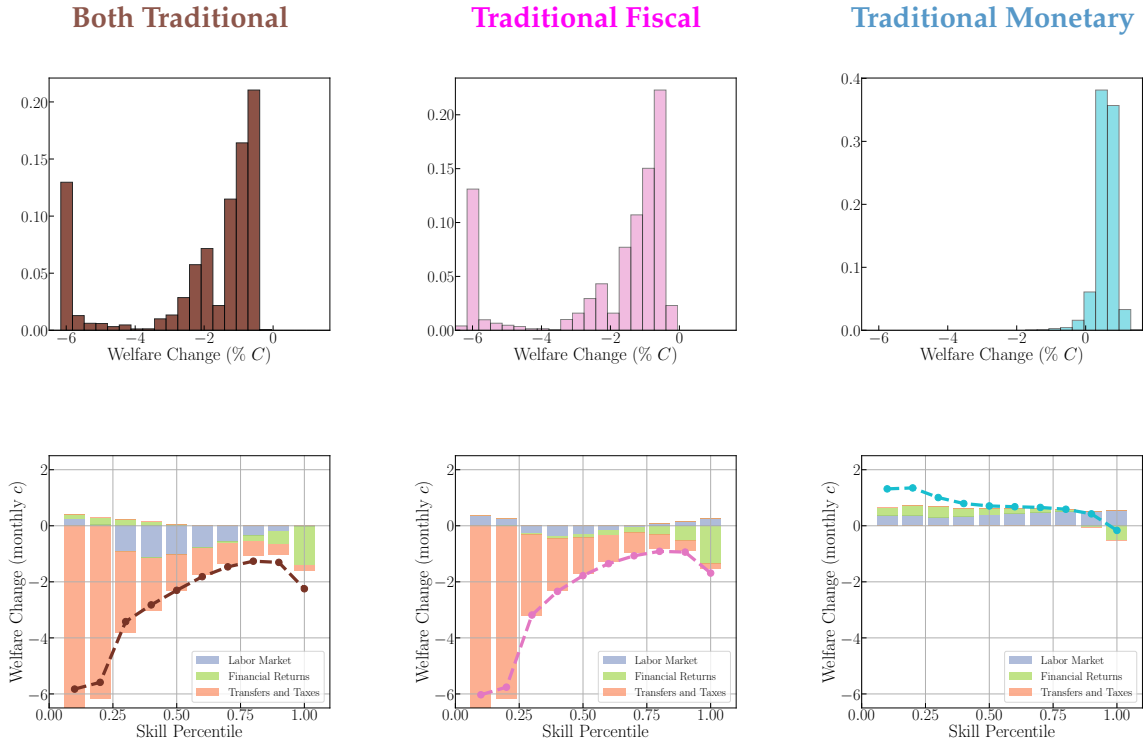 Both Traditional
Traditional Fiscal
Traditional Monetary
0.20
0.15
0.10
0.05
0.00
−6
−4
−2
0
Welfare Change (% C)
0.20
0.15
0.10
0.05
0.00
−6
−4
−2
0
Welfare Change (% C)
0.4
0.3
0.2
0.1
0.0
−6
−4
−2
0
Welfare Change (% C)
Welfare Change (monthly c)
2
0
−2
−4
−6
Labor Market
Financial Returns
Transfers and Taxes
0.00
0.25
0.50
0.75
1.00
Skill Percentile
Welfare Change (monthly c)
2
0
−2
−4
−6
Labor Market
Financial Returns
Transfers and Taxes
0.00
0.25
0.50
0.75
1.00
Skill Percentile
Welfare Change (monthly c)
2
0
−2
−4
−6
Labor Market
Financial Returns
Transfers and Taxes
0.00
0.25
0.50
0.75
1.00
Skill Percentile